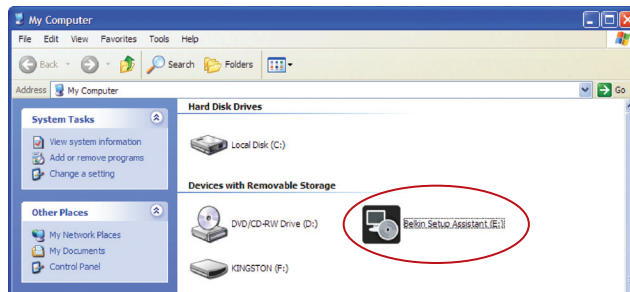 My Computer
File Edit View Favorites Tools Help
Back Search Folders
Address My Computer Go
System Tasks
View system information
Add or remove programs
Change a setting
Other Places
My Network Places
My Documents
Control Panel
Hard Disk Drives
Local Disk (C:)
Devices with Removable Storage
DVD/CD-RW Drive (D:)
Belkin Setup Assistant (E:)
KINGSTON (F:)